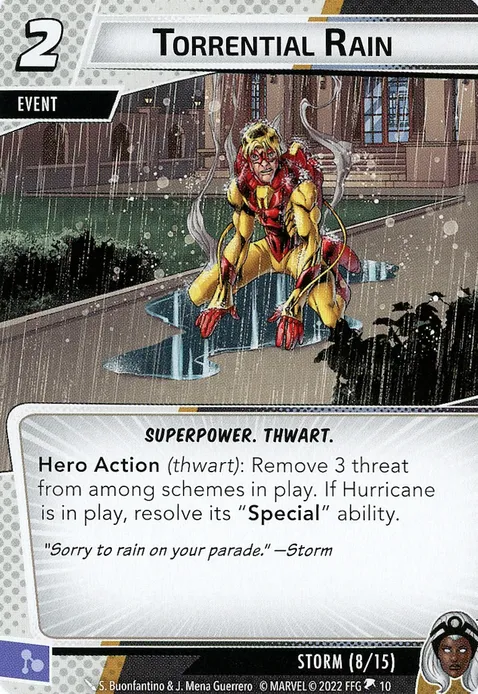 2
TORRENTIAL RAIN
EVENT
SUPERPOWER. THWART.
Hero Action (thwart): Remove 3 threat
from among schemes in play. If Hurricane
is in play, resolve its “Special” ability.
"Sorry to rain on your parade." —Storm
STORM (8/15)
S. Buonfantino & J. Mena Guerrero © MARVEL © 2022 FFG 10